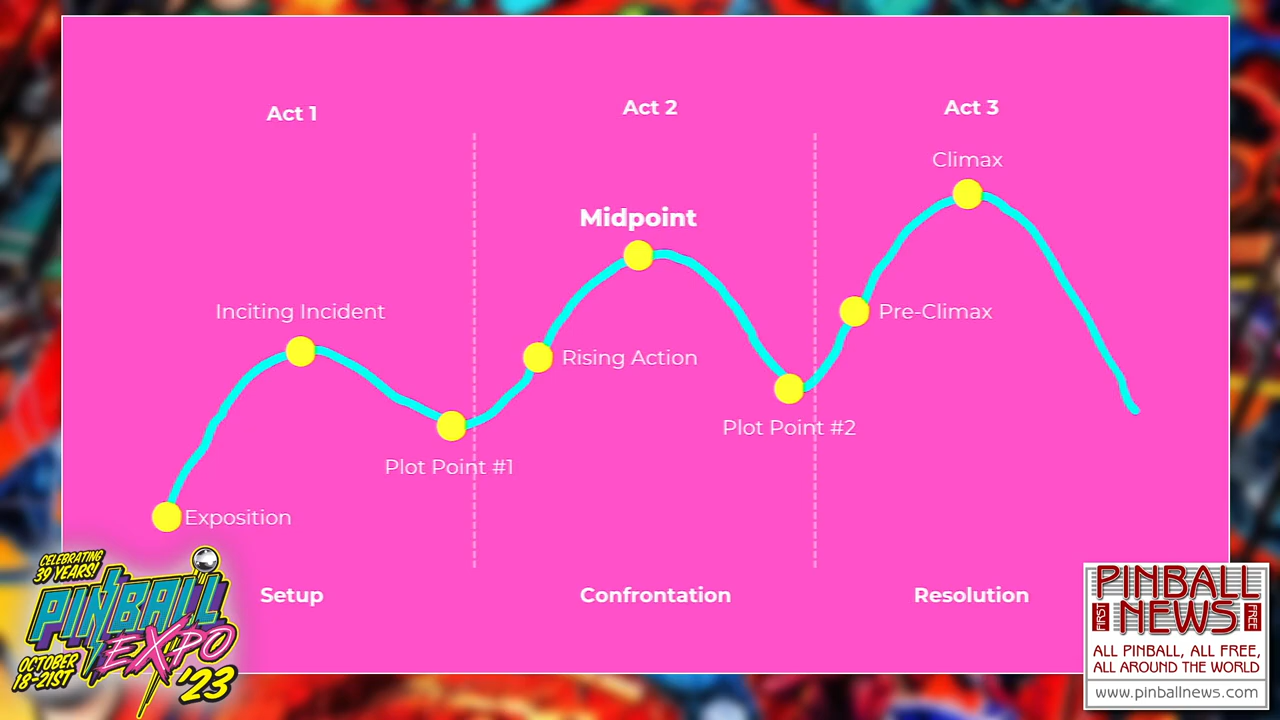 Act 1
Act 2
Act 3
Climax
Midpoint
Inciting Incident
Pre-Climax
Rising Action
Plot Point #2
Plot Point #1
Exposition
Setup
Confrontation
Resolution
CELEBRATING
39 YEARS!
PINBALL
EXPO
OCTOBER
18-21ST
'23
PINBALL
FIRST
NEWS
FREE
ALL PINBALL, ALL FREE,
ALL AROUND THE WORLD
www.pinballnews.com